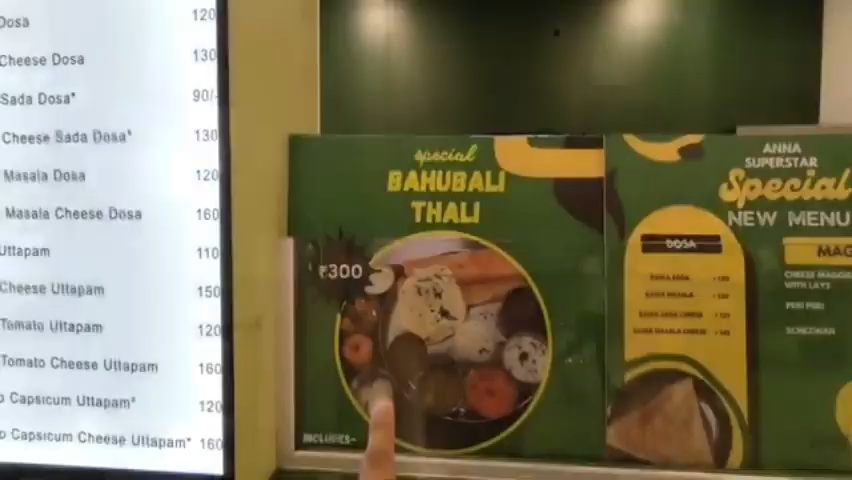 Dosa 120
Cheese Dosa 130
Sada Dosa* 90/-
Cheese Sada Dosa* 130
Masala Dosa 120
Masala Cheese Dosa 160
Uttapam 110
Cheese Uttapam 150
Tomato Uttapam 120
Tomato Cheese Uttapam 160
Capsicum Uttapam* 120
Capsicum Cheese Uttapam* 160
special
BAHUBALI
THALI
₹300
INCLUDES-
ANNA
SUPERSTAR
Special
NEW MENU
DOSA
MAG
CHEESE MAGGIE
WITH LAYS
PERI PERI
SCHEZWAN